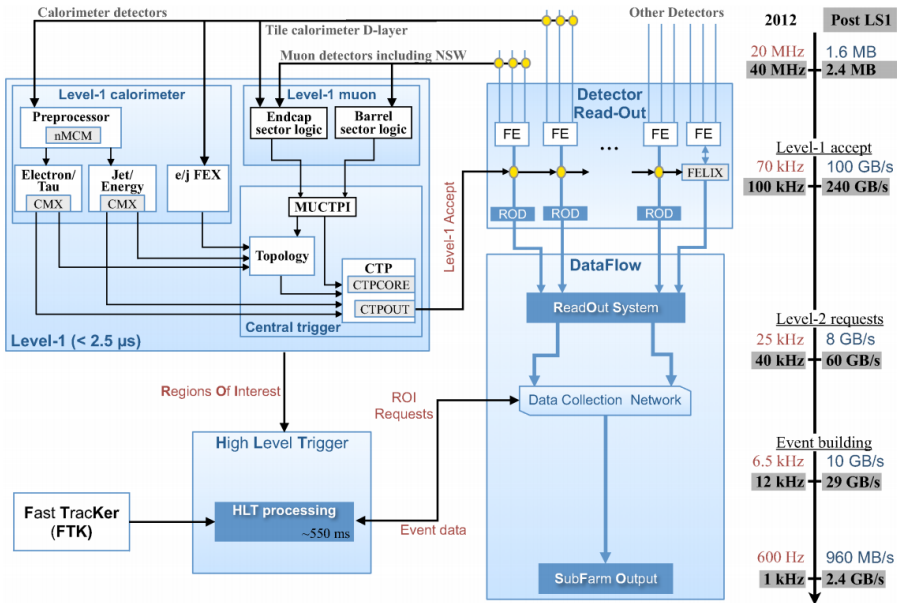 Calorimeter detectors
Tile calorimeter D-layer
Muon detectors including NSW
Other Detectors
Level-1 calorimeter
Preprocessor
nMCM
Electron/
Tau
CMX
Jet/
Energy
CMX
e/j FEX
Level-1 muon
Endcap
sector logic
Barrel
sector logic
MUCTPI
Topology
CTP
CTPCORE
CTPOUT
Central trigger
Level-1 (< 2.5 µs)
Level-1 Accept
Detector
Read-Out
FE
FE
...
FE
FE
FELIX
ROD
ROD
ROD
DataFlow
ReadOut System
Data Collection Network
SubFarm Output
Regions Of Interest
ROI
Requests
High Level Trigger
HLT processing
~550 ms
Event data
Fast TracKer
(FTK)
2012 Post LS1
20 MHz 1.6 MB
40 MHz 2.4 MB
Level-1 accept
70 kHz 100 GB/s
100 kHz 240 GB/s
Level-2 requests
25 kHz 8 GB/s
40 kHz 60 GB/s
Event building
6.5 kHz 10 GB/s
12 kHz 29 GB/s
600 Hz 960 MB/s
1 kHz 2.4 GB/s